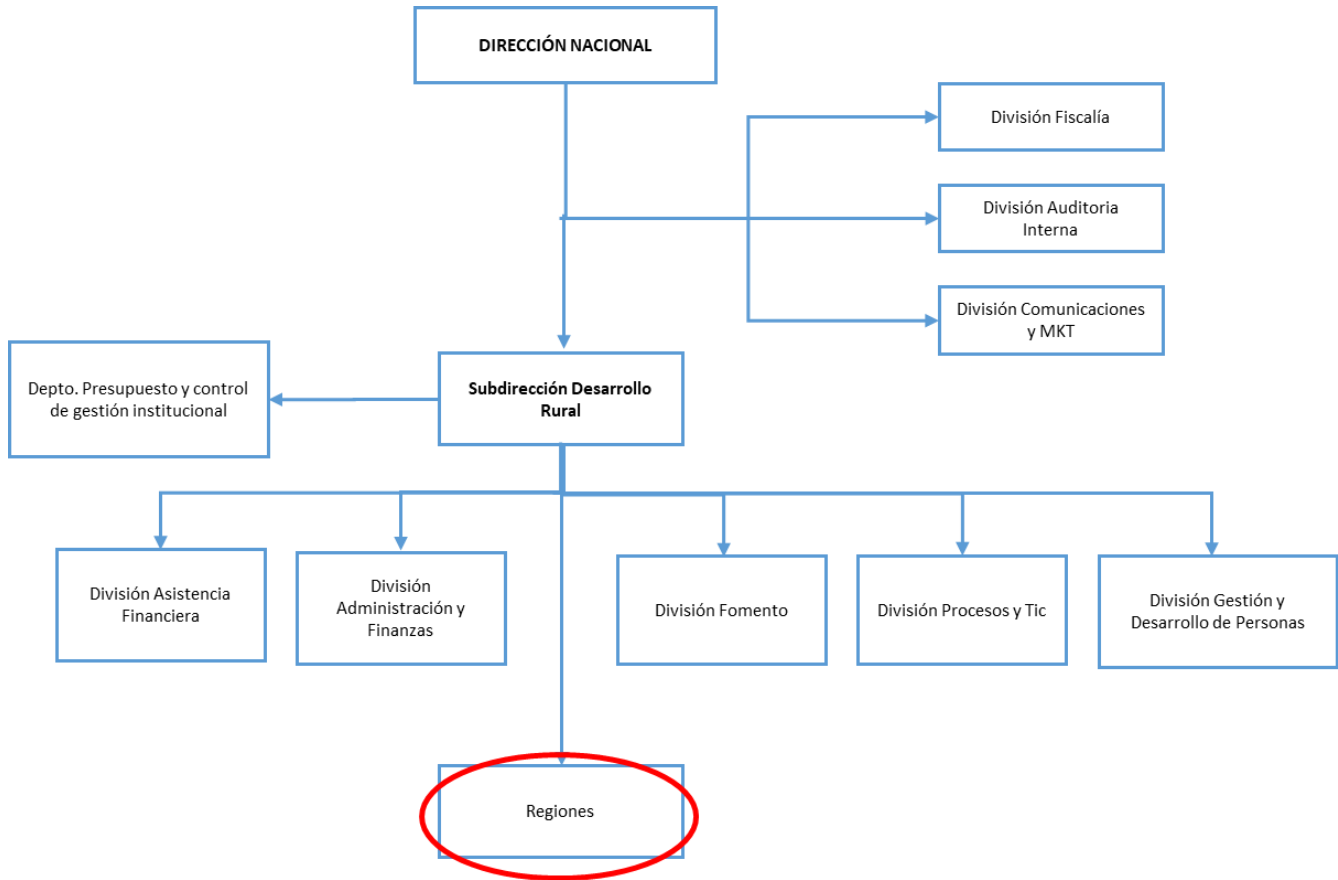 DIRECCIÓN NACIONAL
División Fiscalía
División Auditoria
Interna
División Comunicaciones
y MKT
Depto. Presupuesto y control
de gestión institucional
Subdirección Desarrollo
Rural
División Asistencia
Financiera
División
Administración y
Finanzas
División Fomento
División Procesos y Tic
División Gestión y
Desarrollo de Personas
Regiones